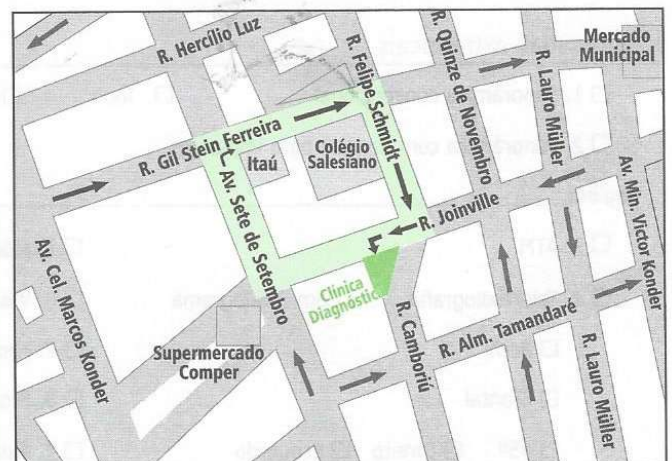 R. Hercílio Luz
R. Felipe Schmidt
R. Quinze de Novembro
R. Lauro Müller
Mercado
Municipal
R. Gil Stein Ferreira
Itaú
Colégio
Salesiano
Av. Sete de Setembro
R. Joinville
Av. Min. Victor Konder
Av. Cel. Marcos Konder
Clínica
Diagnóstica
R. Camboriú
R. Alm. Tamandaré
R. Lauro Müller
Supermercado
Comper